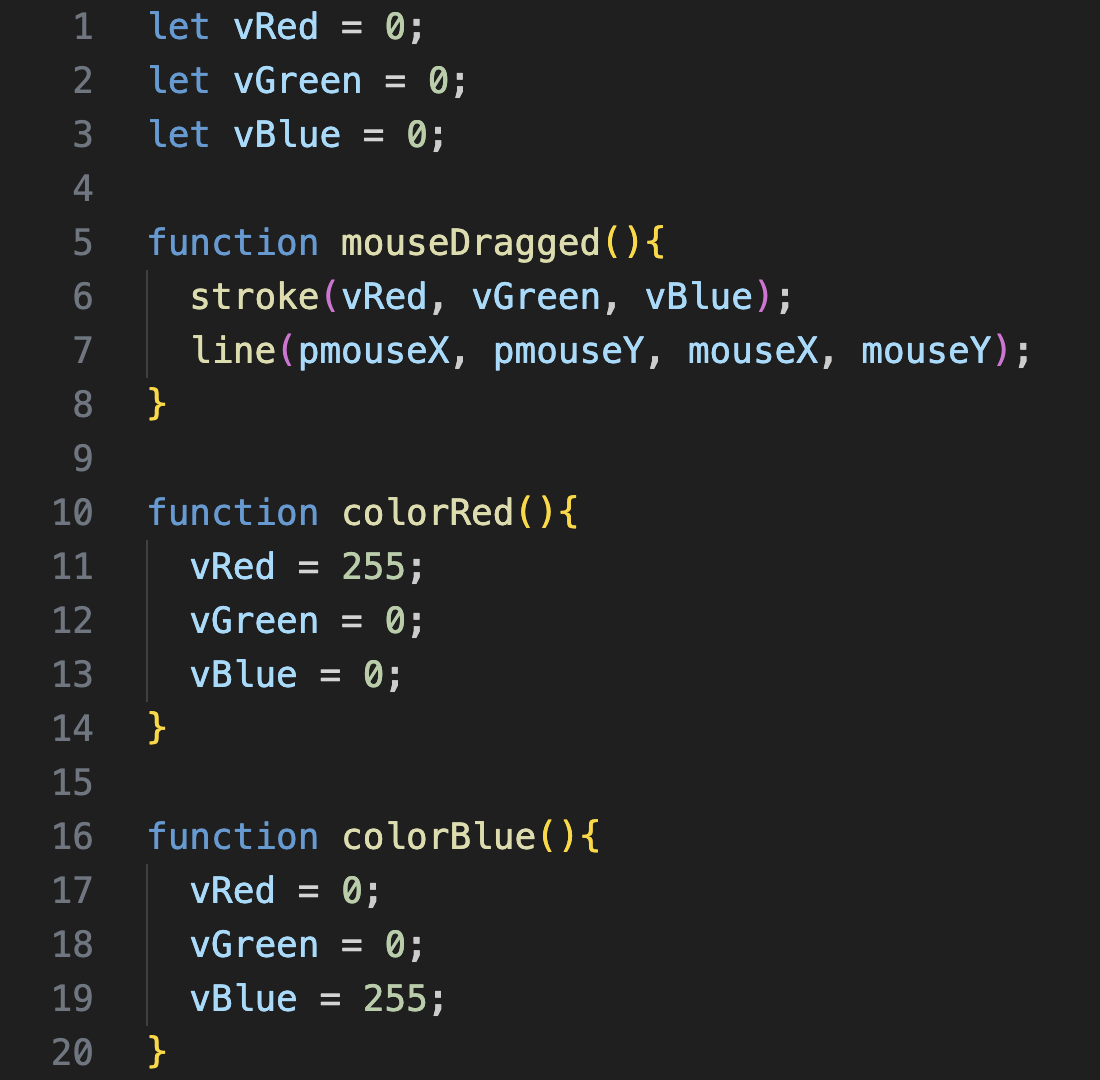 1 let vRed = 0;
2 let vGreen = 0;
3 let vBlue = 0;
4
5 function mouseDragged(){
6   stroke(vRed, vGreen, vBlue);
7   line(pmouseX, pmouseY, mouseX, mouseY);
8 }
9
10 function colorRed(){
11   vRed = 255;
12   vGreen = 0;
13   vBlue = 0;
14 }
15
16 function colorBlue(){
17   vRed = 0;
18   vGreen = 0;
19   vBlue = 255;
20 }